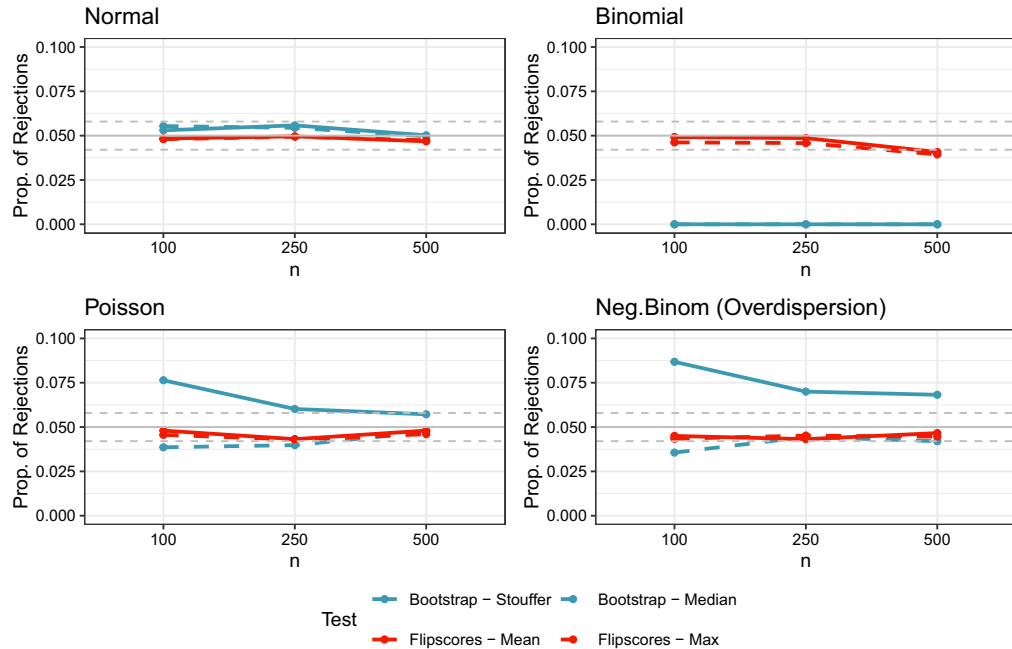 Normal
Prop. of Rejections
0.100
0.075
0.050
0.025
0.000
100 250 500
n
Binomial
Prop. of Rejections
0.100
0.075
0.050
0.025
0.000
100 250 500
n
Poisson
Prop. of Rejections
0.100
0.075
0.050
0.025
0.000
100 250 500
n
Neg.Binom (Overdispersion)
Prop. of Rejections
0.100
0.075
0.050
0.025
0.000
100 250 500
n
Test
Bootstrap − Stouffer
Bootstrap − Median
Flipscores − Mean
Flipscores − Max